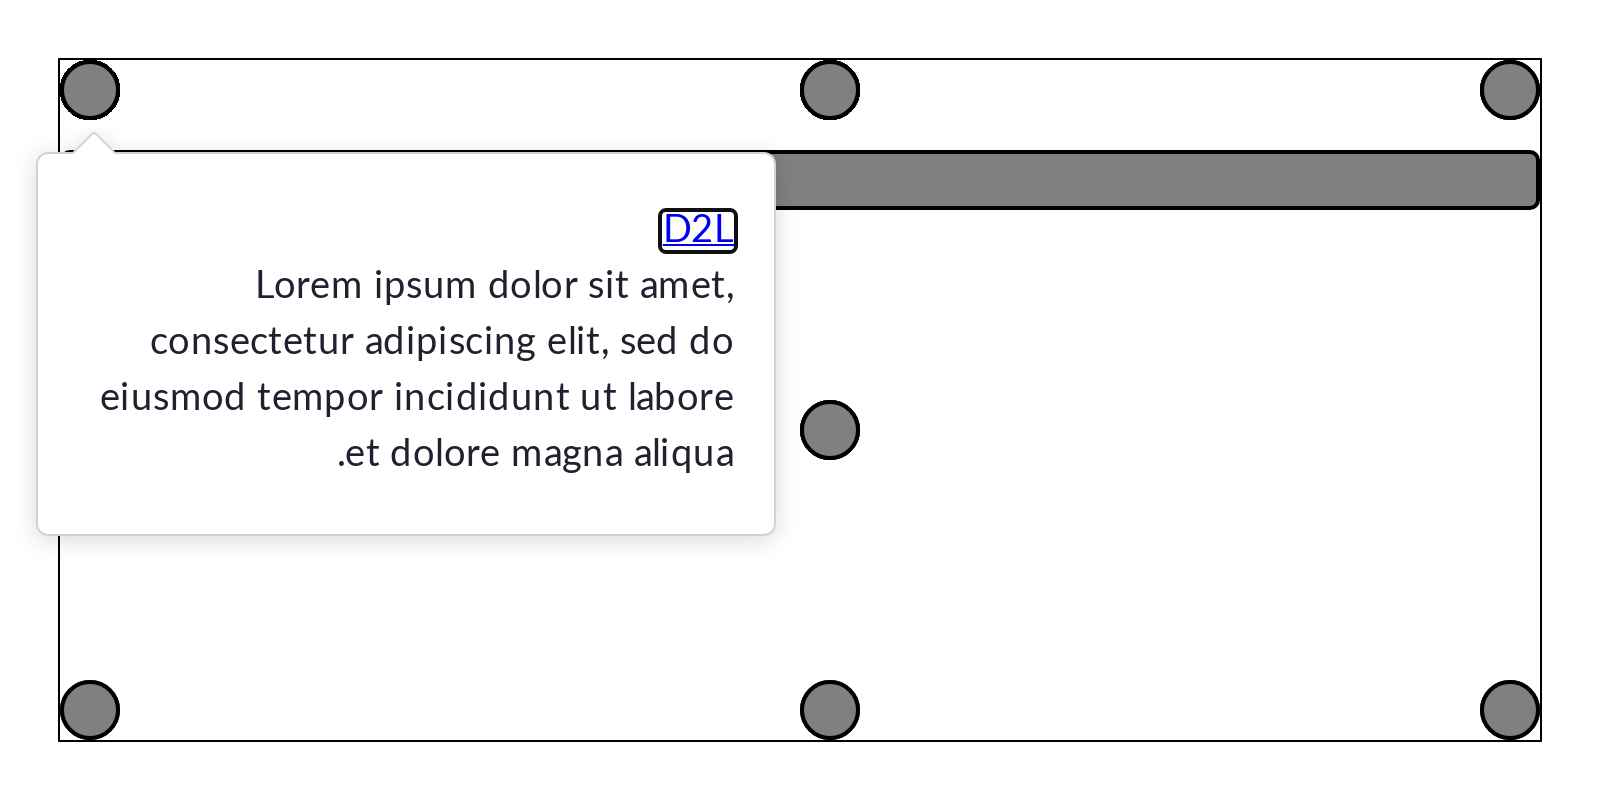 D2L
Lorem ipsum dolor sit amet,
consectetur adipiscing elit, sed do
eiusmod tempor incididunt ut labore
.et dolore magna aliqua